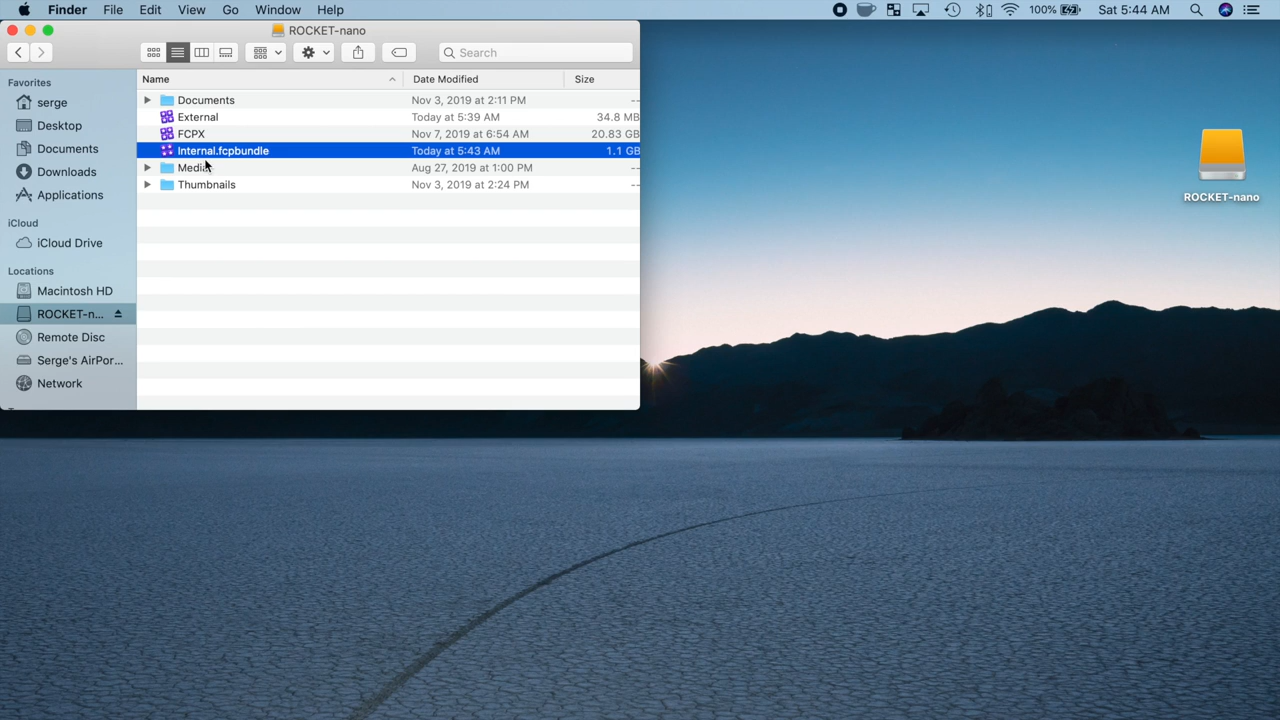 Finder File Edit View Go Window Help 100% Sat 5:44 AM
ROCKET-nano
Search
Favorites
serge
Desktop
Documents
Downloads
Applications
iCloud
iCloud Drive
Locations
Macintosh HD
ROCKET-n...
Remote Disc
Serge's AirPor...
Network
Name Date Modified Size
Documents Nov 3, 2019 at 2:11 PM --
External Today at 5:39 AM 34.8 MB
FCPX Nov 7, 2019 at 6:54 AM 20.83 GB
Internal.fcpbundle Today at 5:43 AM 1.1 GB
Media Aug 27, 2019 at 1:00 PM --
Thumbnails Nov 3, 2019 at 2:24 PM --
ROCKET-nano